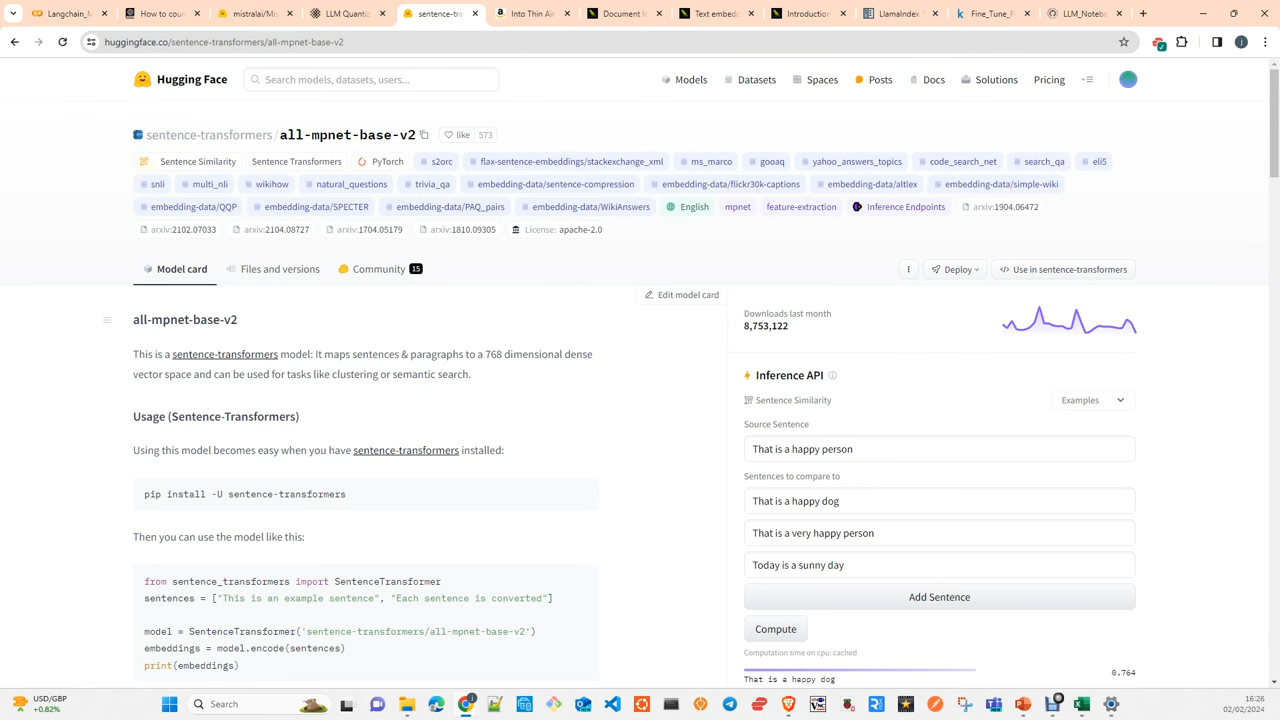 Langchain_M
How to cour
mistralai/Mis
LLM Quantiz
sentence-tra
Into Thin Air
Document lo
Text embedd
Introduction
LlamaIndex
Fine_Tune_F
LLM_Notebo
huggingface.co/sentence-transformers/all-mpnet-base-v2
Hugging Face
Search models, datasets, users...
Models
Datasets
Spaces
Posts
Docs
Solutions
Pricing
sentence-transformers/all-mpnet-base-v2
like 573
Sentence Similarity
Sentence Transformers
PyTorch
s2orc
flax-sentence-embeddings/stackexchange_xml
ms_marco
gooaq
yahoo_answers_topics
code_search_net
search_qa
eli5
snli
multi_nli
wikihow
natural_questions
trivia_qa
embedding-data/sentence-compression
embedding-data/flickr30k-captions
embedding-data/altlex
embedding-data/simple-wiki
embedding-data/QQP
embedding-data/SPECTER
embedding-data/PAQ_pairs
embedding-data/WikiAnswers
English
mpnet
feature-extraction
Inference Endpoints
arxiv:1904.06472
arxiv:2102.07033
arxiv:2104.08727
arxiv:1704.05179
arxiv:1810.09305
License: apache-2.0
Model card
Files and versions
Community 15
Deploy
</> Use in sentence-transformers
Edit model card
all-mpnet-base-v2
This is a sentence-transformers model: It maps sentences & paragraphs to a 768 dimensional dense
vector space and can be used for tasks like clustering or semantic search.
Usage (Sentence-Transformers)
Using this model becomes easy when you have sentence-transformers installed:
pip install -U sentence-transformers
Then you can use the model like this:
from sentence_transformers import SentenceTransformer
sentences = ["This is an example sentence", "Each sentence is converted"]
model = SentenceTransformer('sentence-transformers/all-mpnet-base-v2')
embeddings = model.encode(sentences)
print(embeddings)
Downloads last month
8,753,122
Inference API
Sentence Similarity
Examples
Source Sentence
That is a happy person
Sentences to compare to
That is a happy dog
That is a very happy person
Today is a sunny day
Add Sentence
Compute
Computation time on cpu: cached
That is a happy dog
0.764
USD/GBP
+0.82%
Search
16:26
02/02/2024